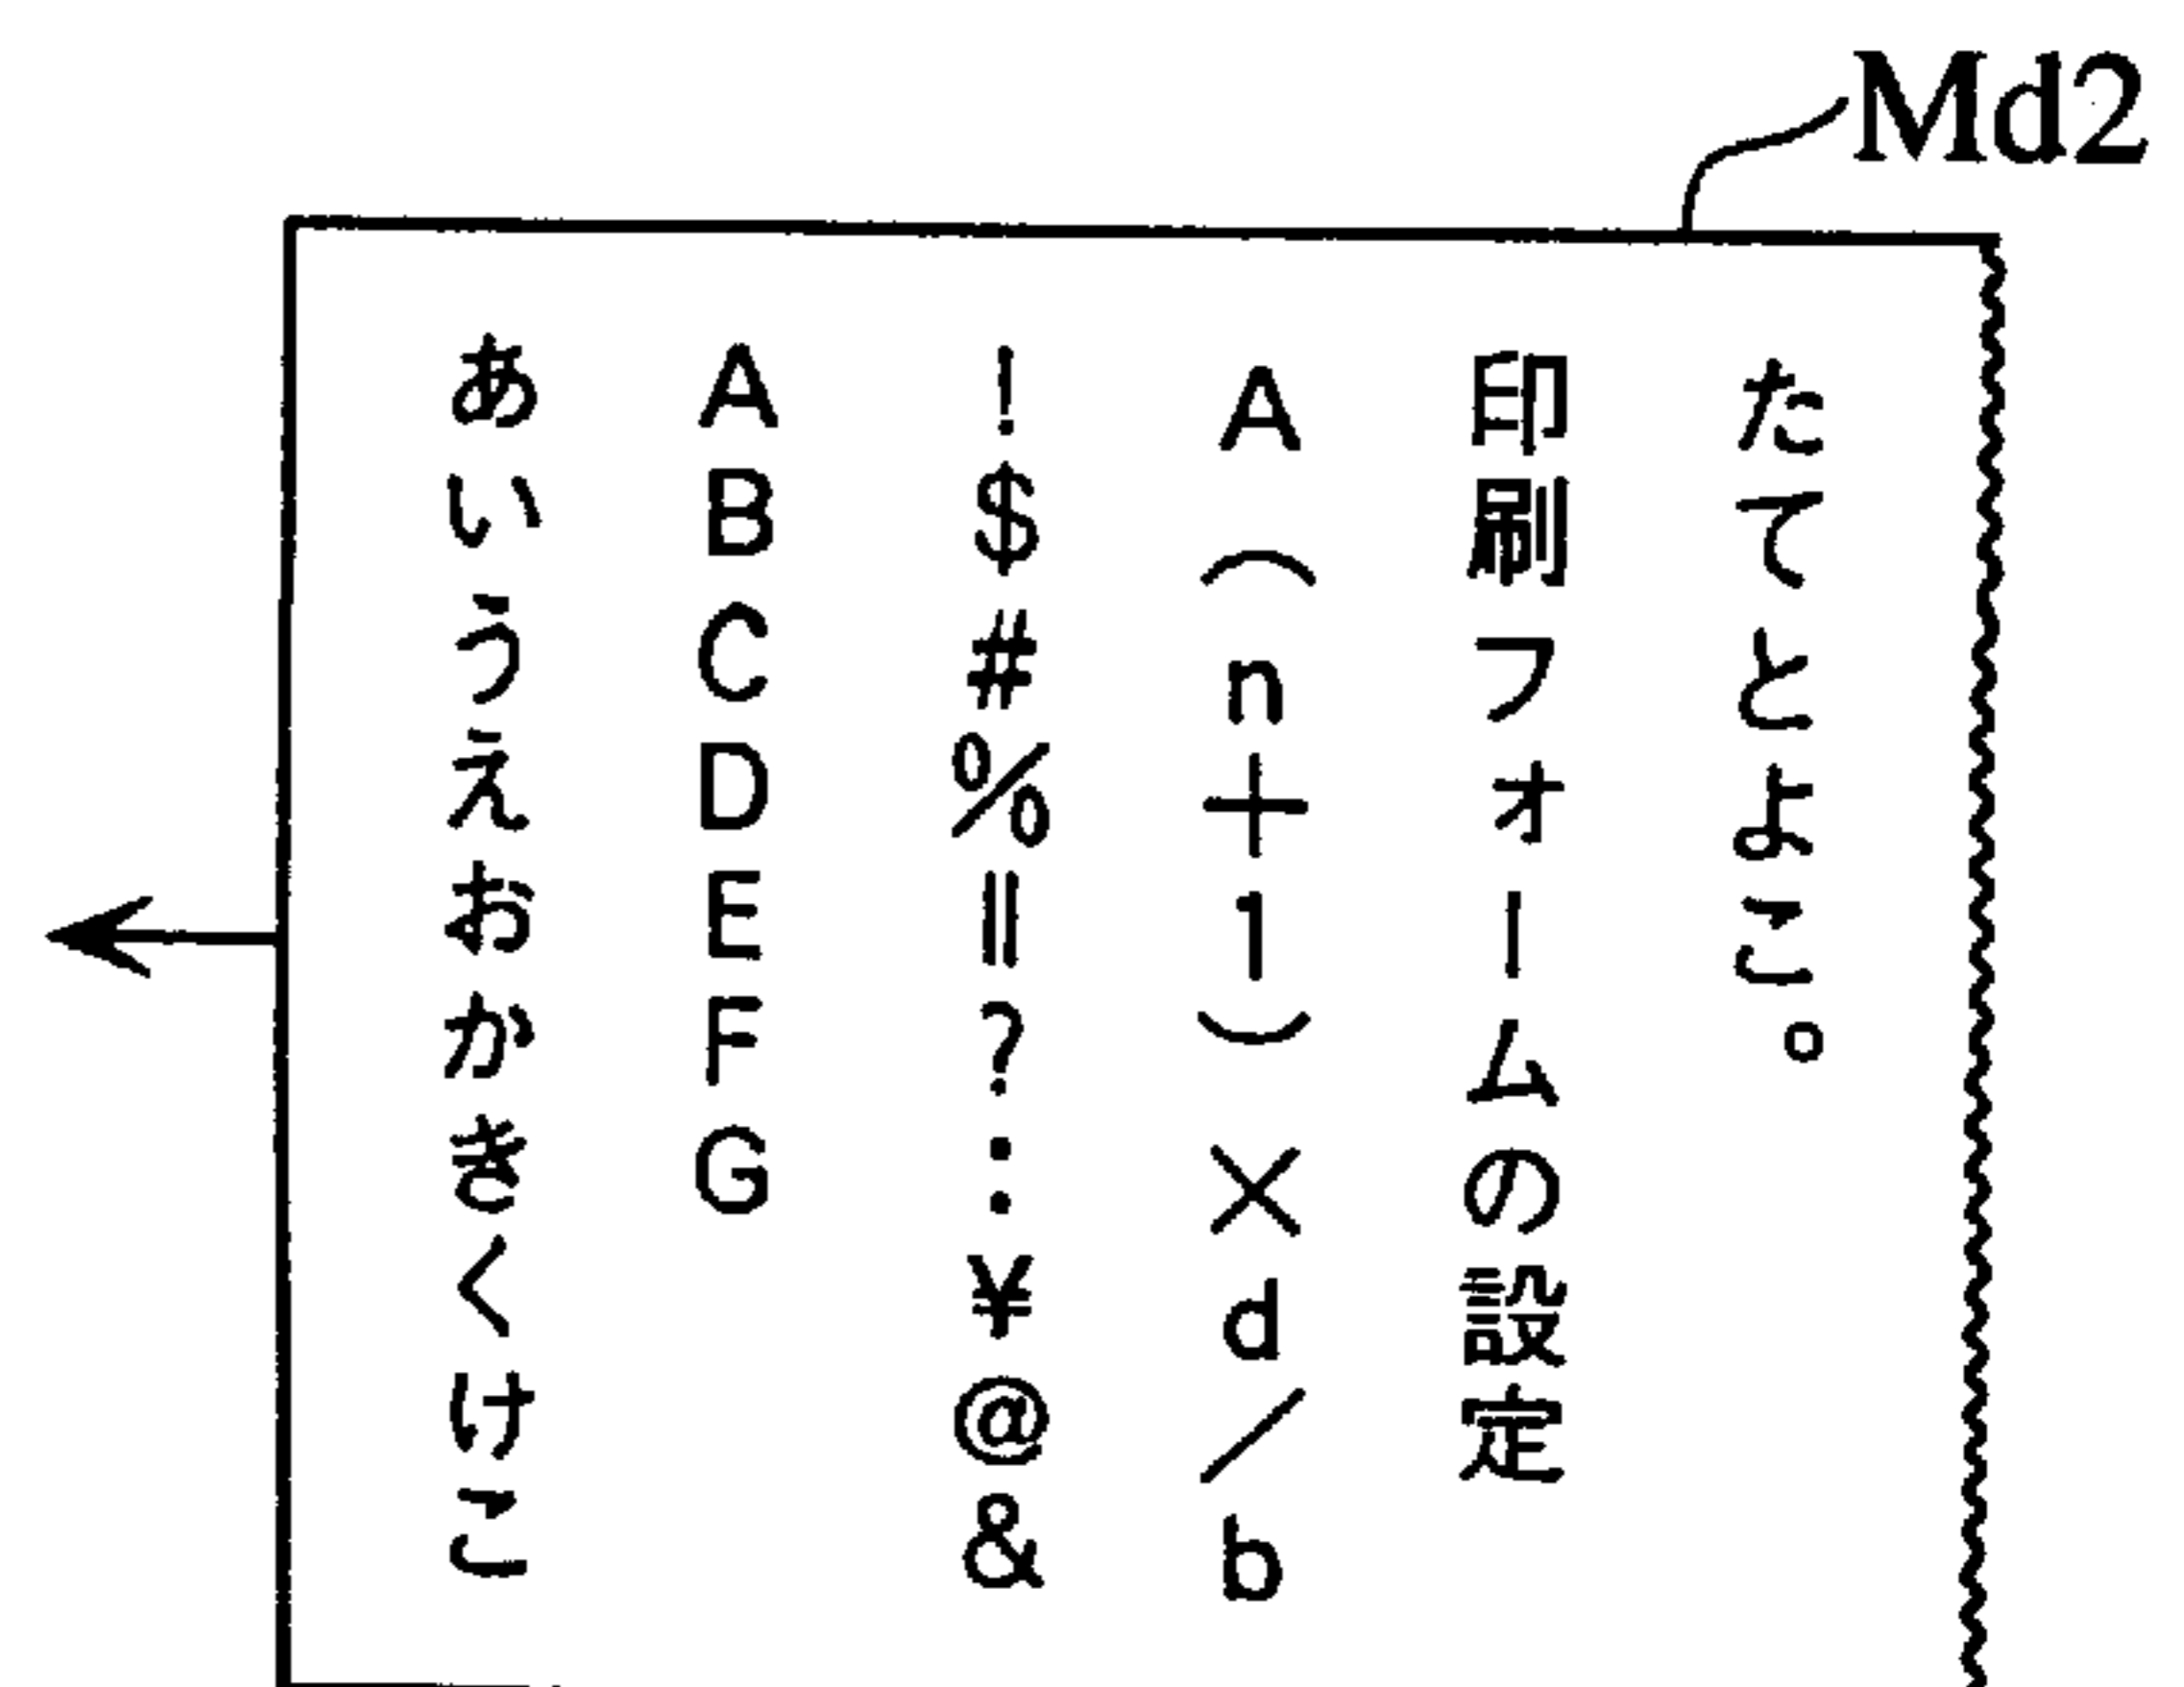 Md2
たてとよこ。
印刷フォームの設定
A(n+1)×d/b
!$#%=?:¥@&
ABCDEFG
あいうえおかきくけこ